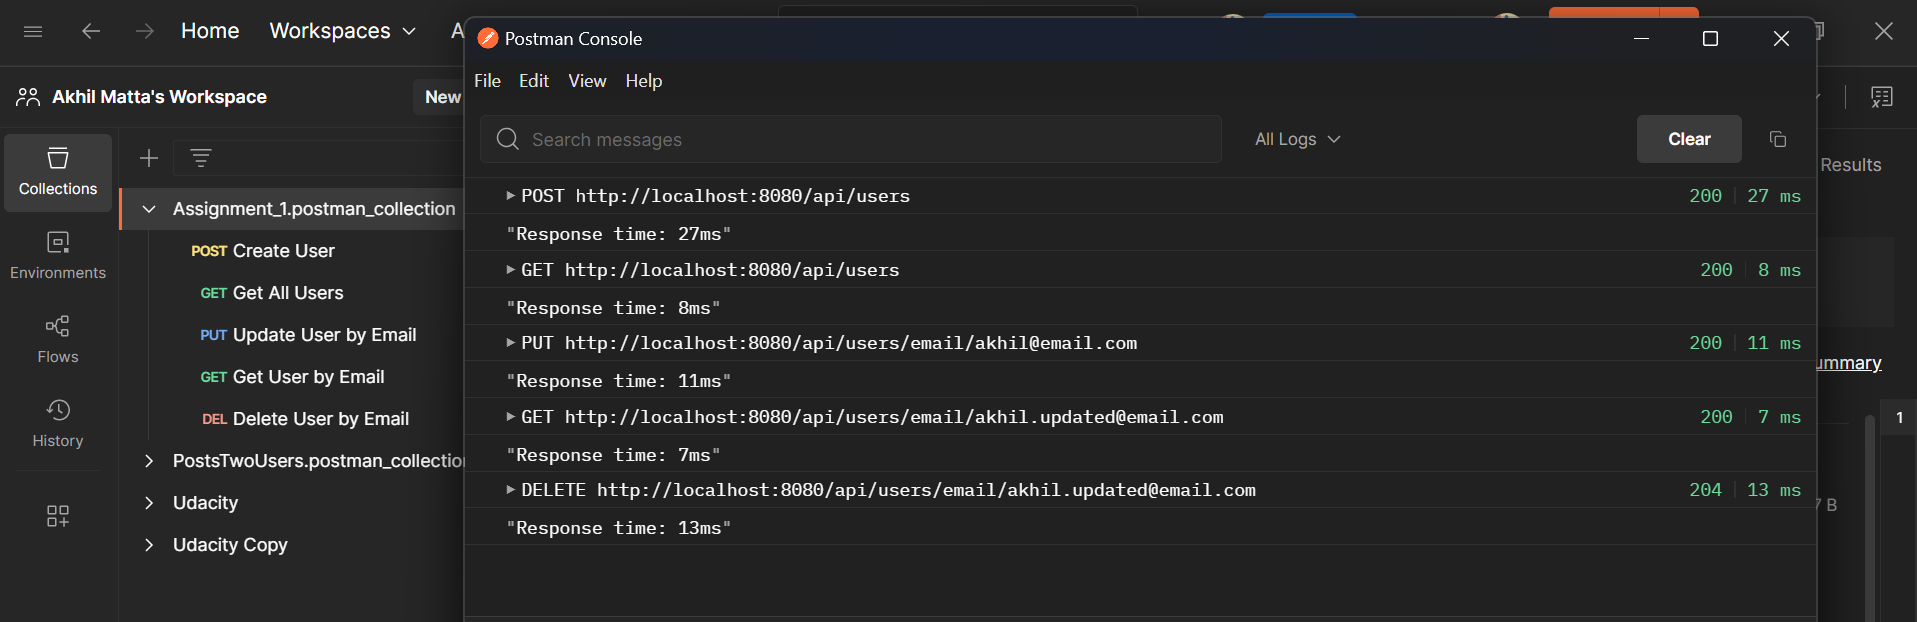 Home Workspaces
Postman Console
File Edit View Help
Akhil Matta's Workspace New
Search messages All Logs Clear
Results
Collections
Environments
Flows
History
Assignment_1.postman_collection
POST Create User
GET Get All Users
PUT Update User by Email
GET Get User by Email
DEL Delete User by Email
Udacity
Udacity Copy
POST http://localhost:8080/api/users 200 27 ms
"Response time: 27ms"
GET http://localhost:8080/api/users 200 8 ms
"Response time: 8ms"
PUT http://localhost:8080/api/users/email/akhil@email.com 200 11 ms
"Response time: 11ms"
GET http://localhost:8080/api/users/email/akhil.updated@email.com 200 7 ms
"Response time: 7ms"
DELETE http://localhost:8080/api/users/email/akhil.updated@email.com 204 13 ms
"Response time: 13ms"
1